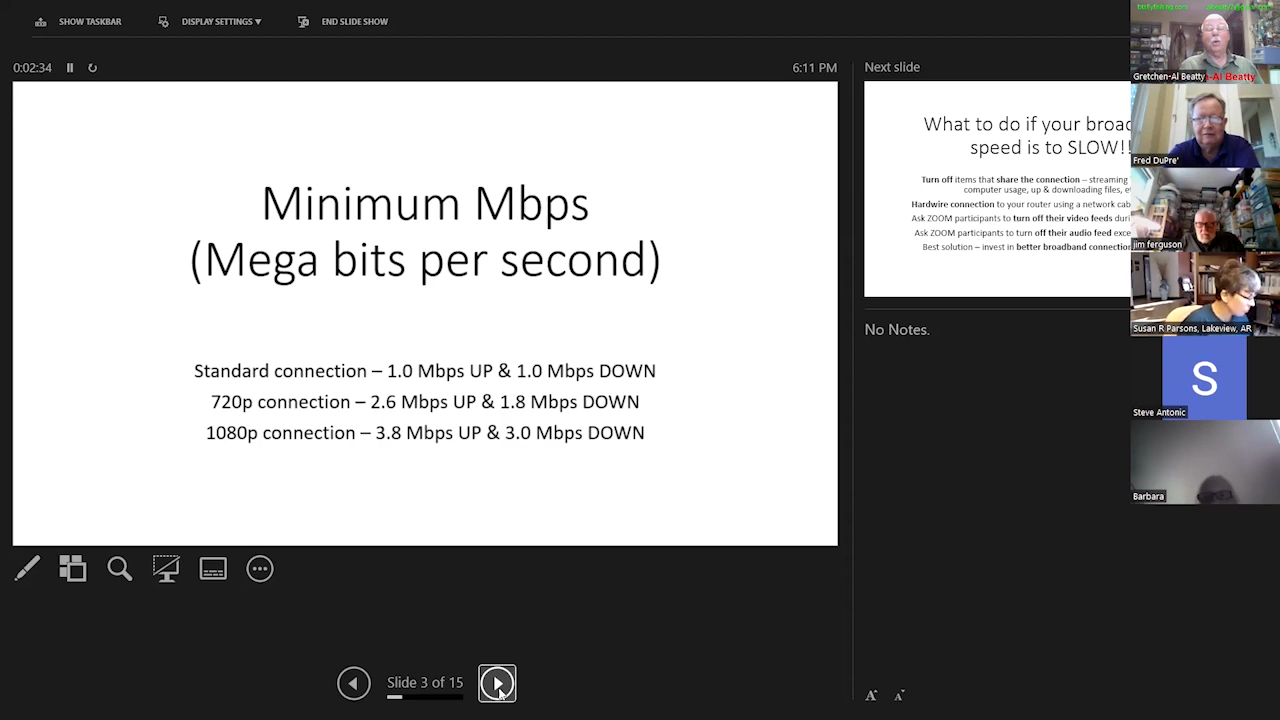 SHOW TASKBAR
DISPLAY SETTINGS
END SLIDE SHOW
0:02:34
6:11 PM
Minimum Mbps
(Mega bits per second)
Standard connection – 1.0 Mbps UP & 1.0 Mbps DOWN
720p connection – 2.6 Mbps UP & 1.8 Mbps DOWN
1080p connection – 3.8 Mbps UP & 3.0 Mbps DOWN
Slide 3 of 15
Next slide
What to do if your broad
speed is to SLOW!!
Turn off items that share the connection – streaming
computer usage, up & downloading files, e
Hardwire connection to your router using a network cab
Ask ZOOM participants to turn off their video feeds duri
Ask ZOOM participants to turn off their audio feed exce
Best solution – invest in better broadband connection
No Notes.
A A
Gretchen-Al Beatty
-Al Beatty
Fred DuPre'
jim ferguson
Susan R Parsons, Lakeview, AR
S
Steve Antonic
Barbara